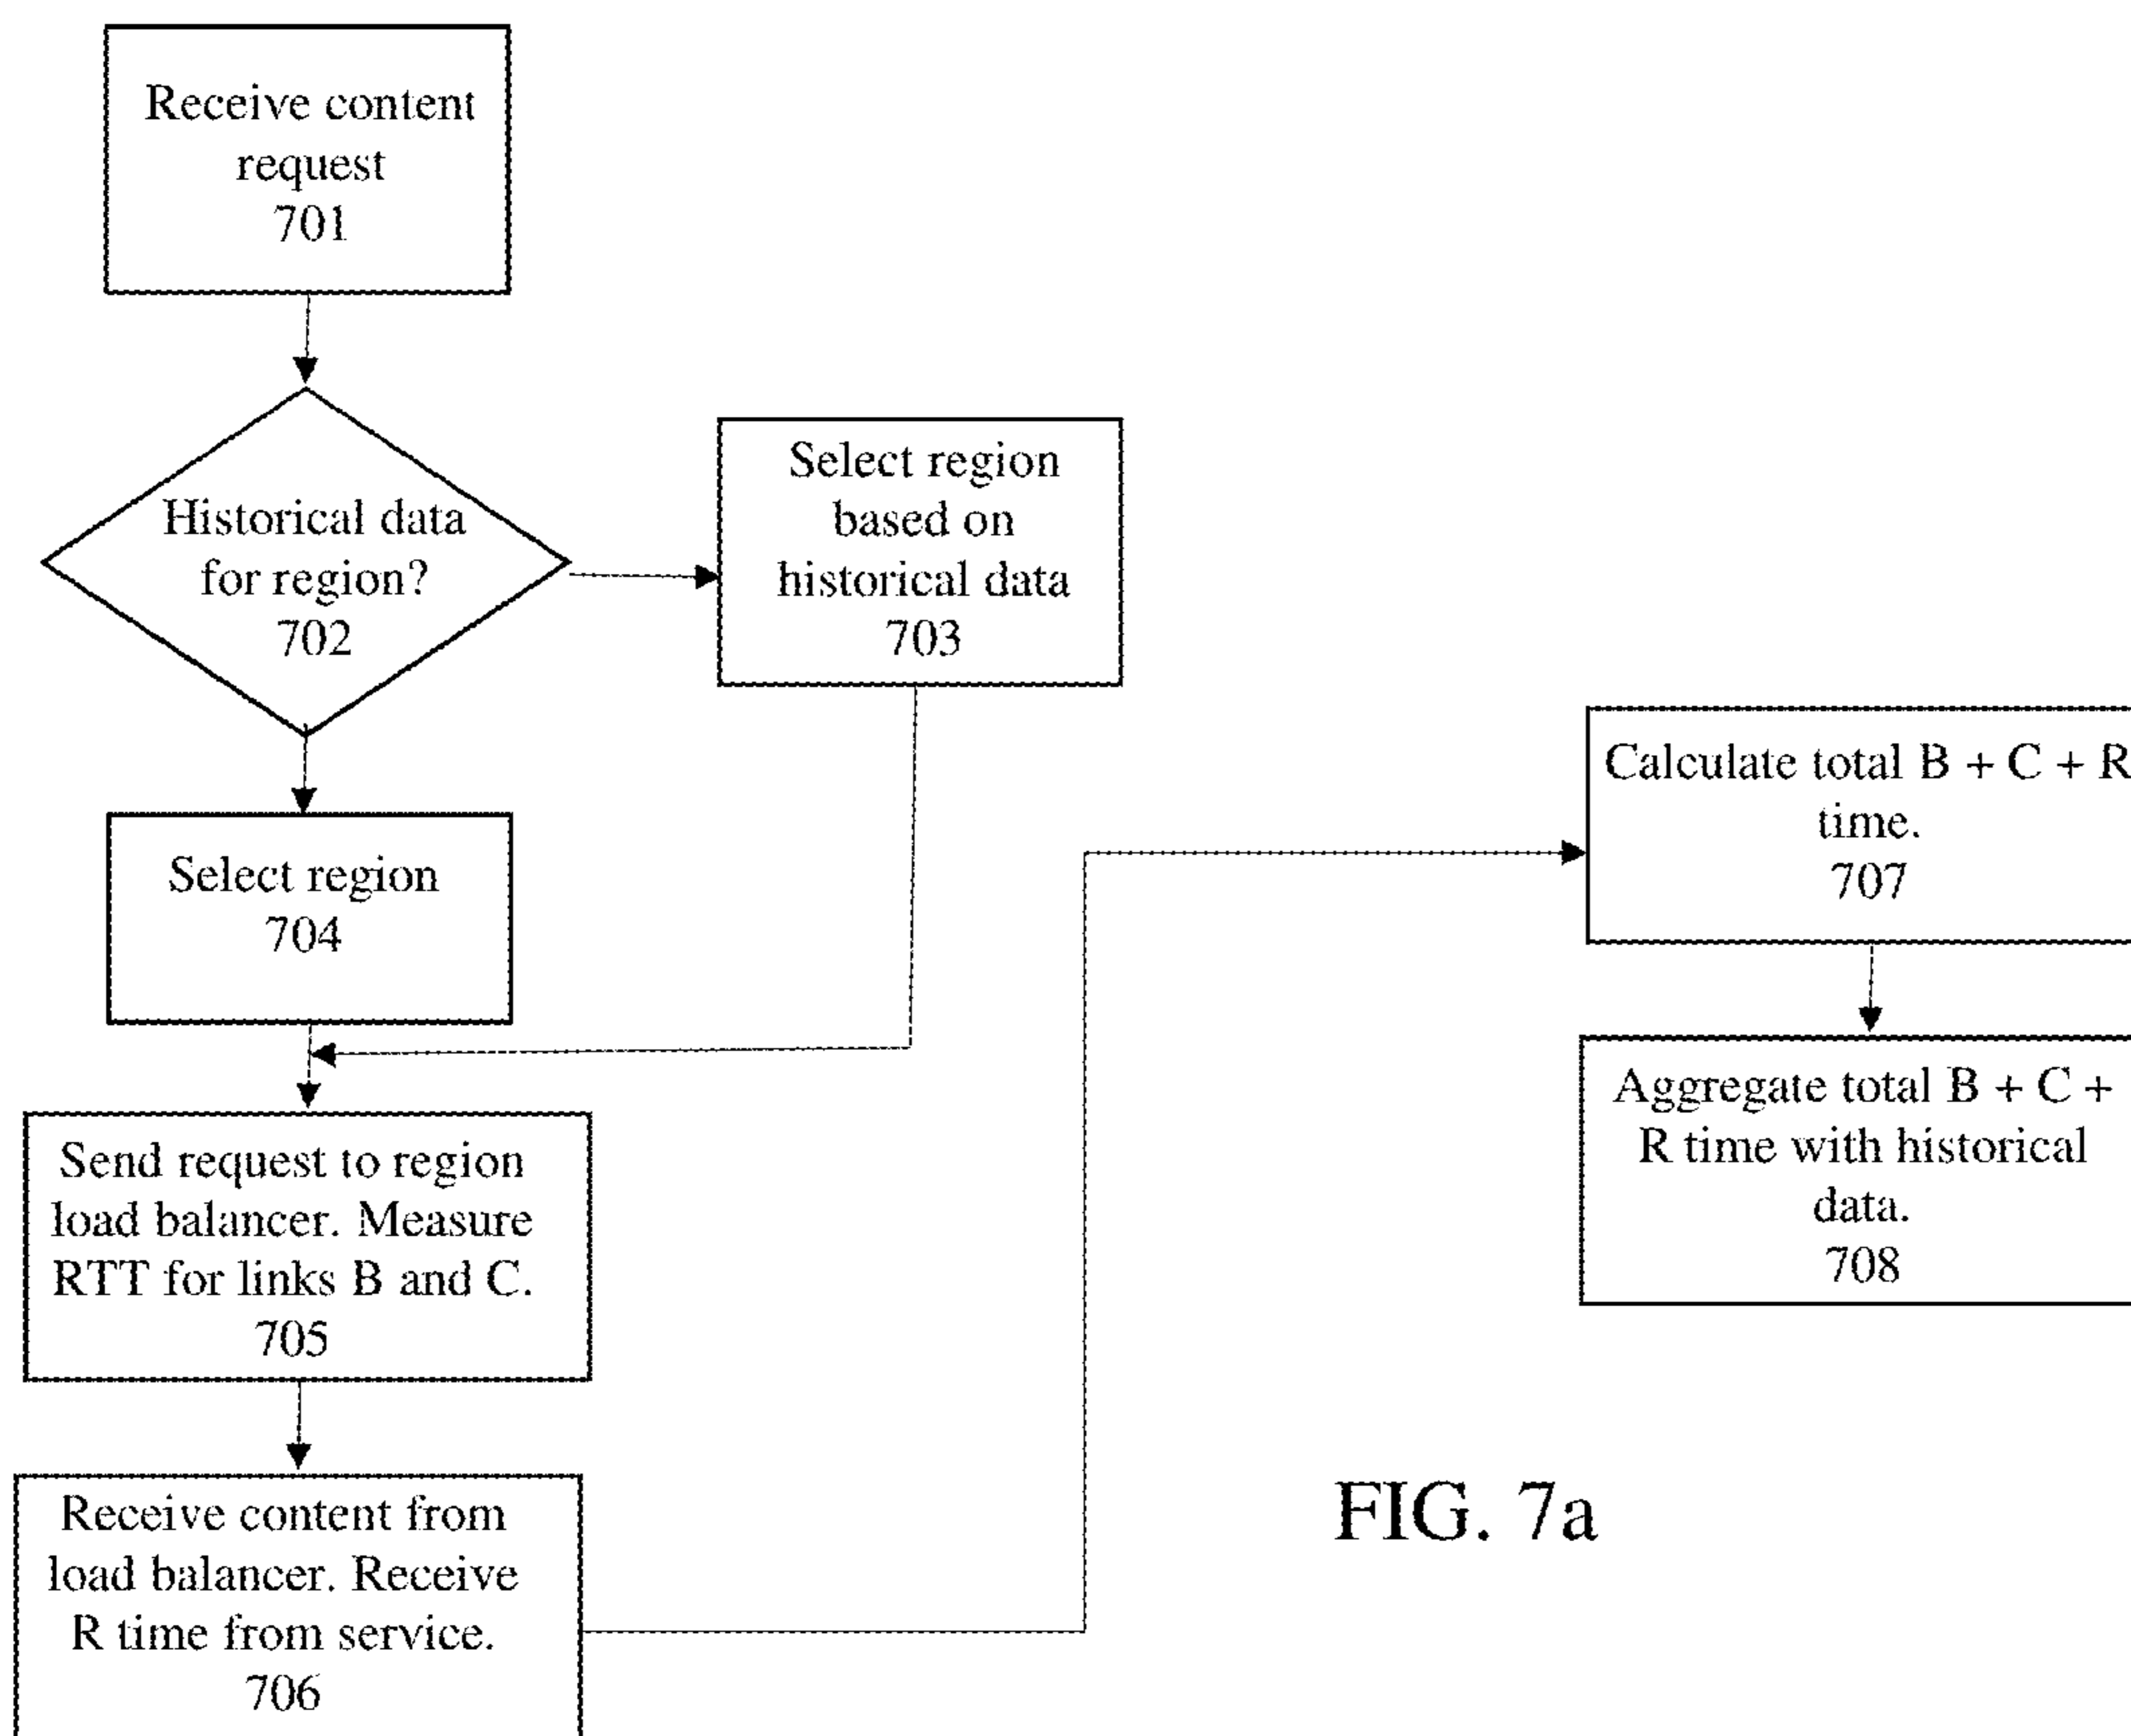 Receive content
request
701
Historical data
for region?
702
Select region
based on
historical data
703
Select region
704
Send request to region
load balancer. Measure
RTT for links B and C.
705
Receive content from
load balancer. Receive
R time from service.
706
Calculate total B + C + R
time.
707
Aggregate total B + C +
R time with historical
data.
708
FIG. 7a